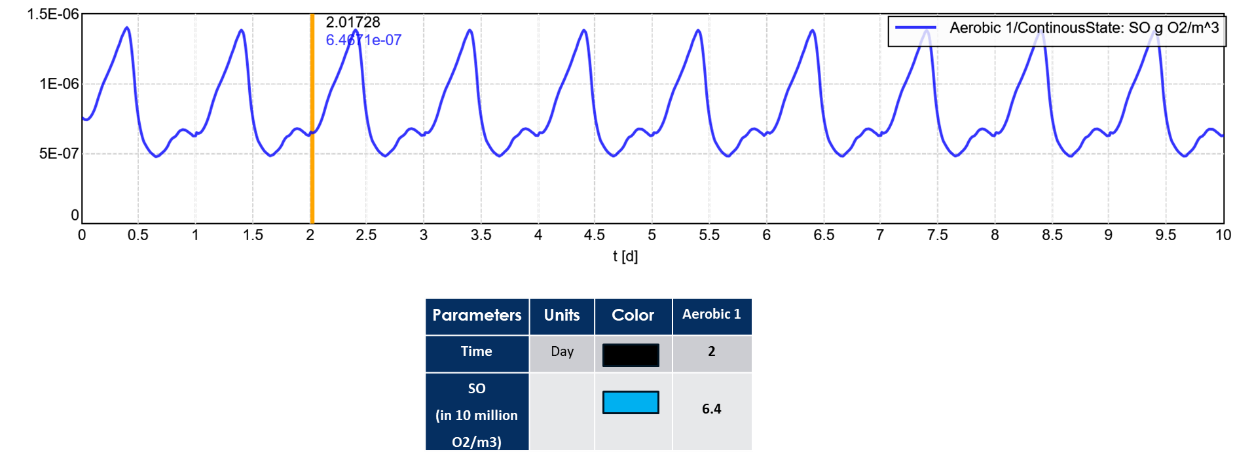 1.5E-06
1E-06
5E-07
0
2.01728
6.4671e-07
Aerobic 1/ContinousState: SO g O2/m^3
0 0.5 1 1.5 2 2.5 3 3.5 4 4.5 5 5.5 6 6.5 7 7.5 8 8.5 9 9.5 10
t [d]
Parameters Units Color Aerobic 1
Time Day 2
SO
(in 10 million
O2/m3)
6.4